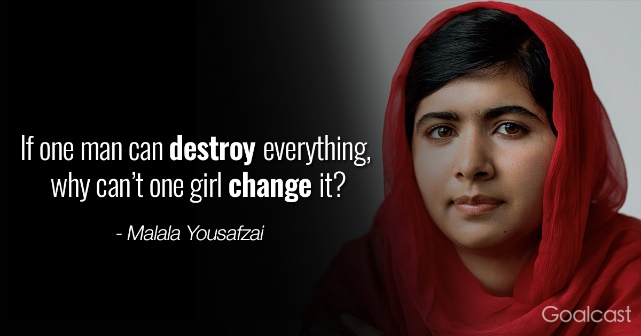 If one man can destroy everything,
why can't one girl change it?
- Malala Yousafzai
Goalcast